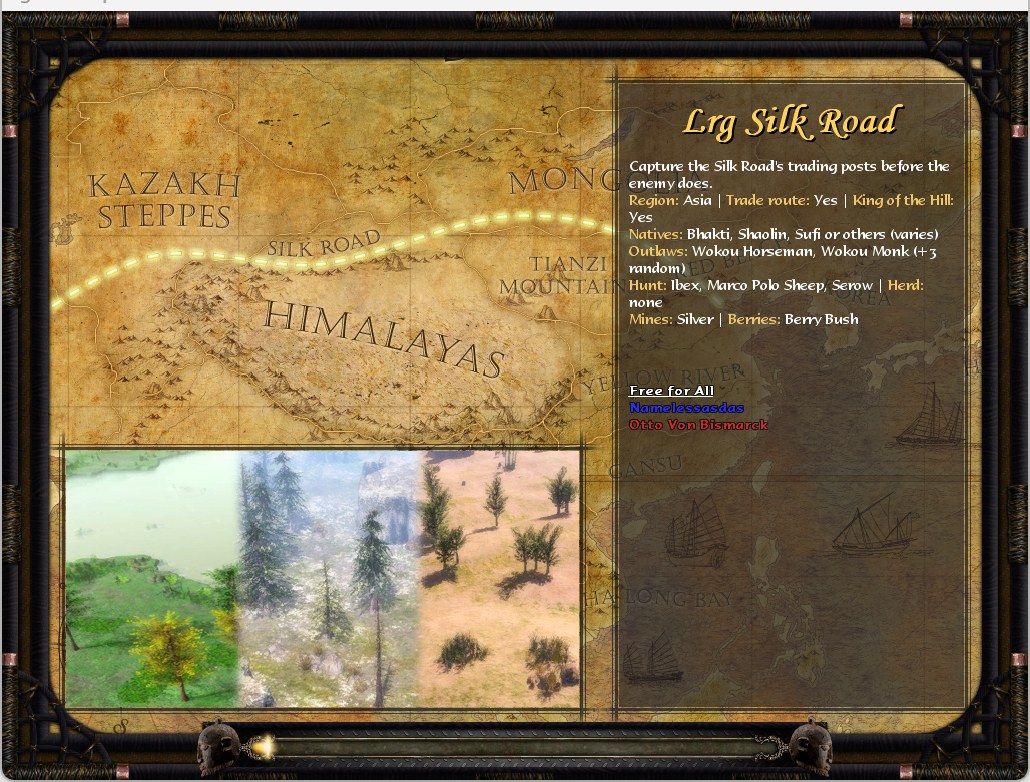 KAZAKH
STEPPES
SILK ROAD
MONG
TIANZI
MOUNTAIN
HIMALAYAS
YELLOW RIVER
GANSU
HA LONG BAY
Lrg Silk Road
Capture the Silk Road's trading posts before the
enemy does.
Region: Asia | Trade route: Yes | King of the Hill:
Yes
Natives: Bhakti, Shaolin, Sufi or others (varies)
Outlaws: Wokou Horseman, Wokou Monk (+3
random)
Hunt: Ibex, Marco Polo Sheep, Serow | Herd:
none
Mines: Silver | Berries: Berry Bush
Free for All
Namelessasdas
Otto Von Bismarck